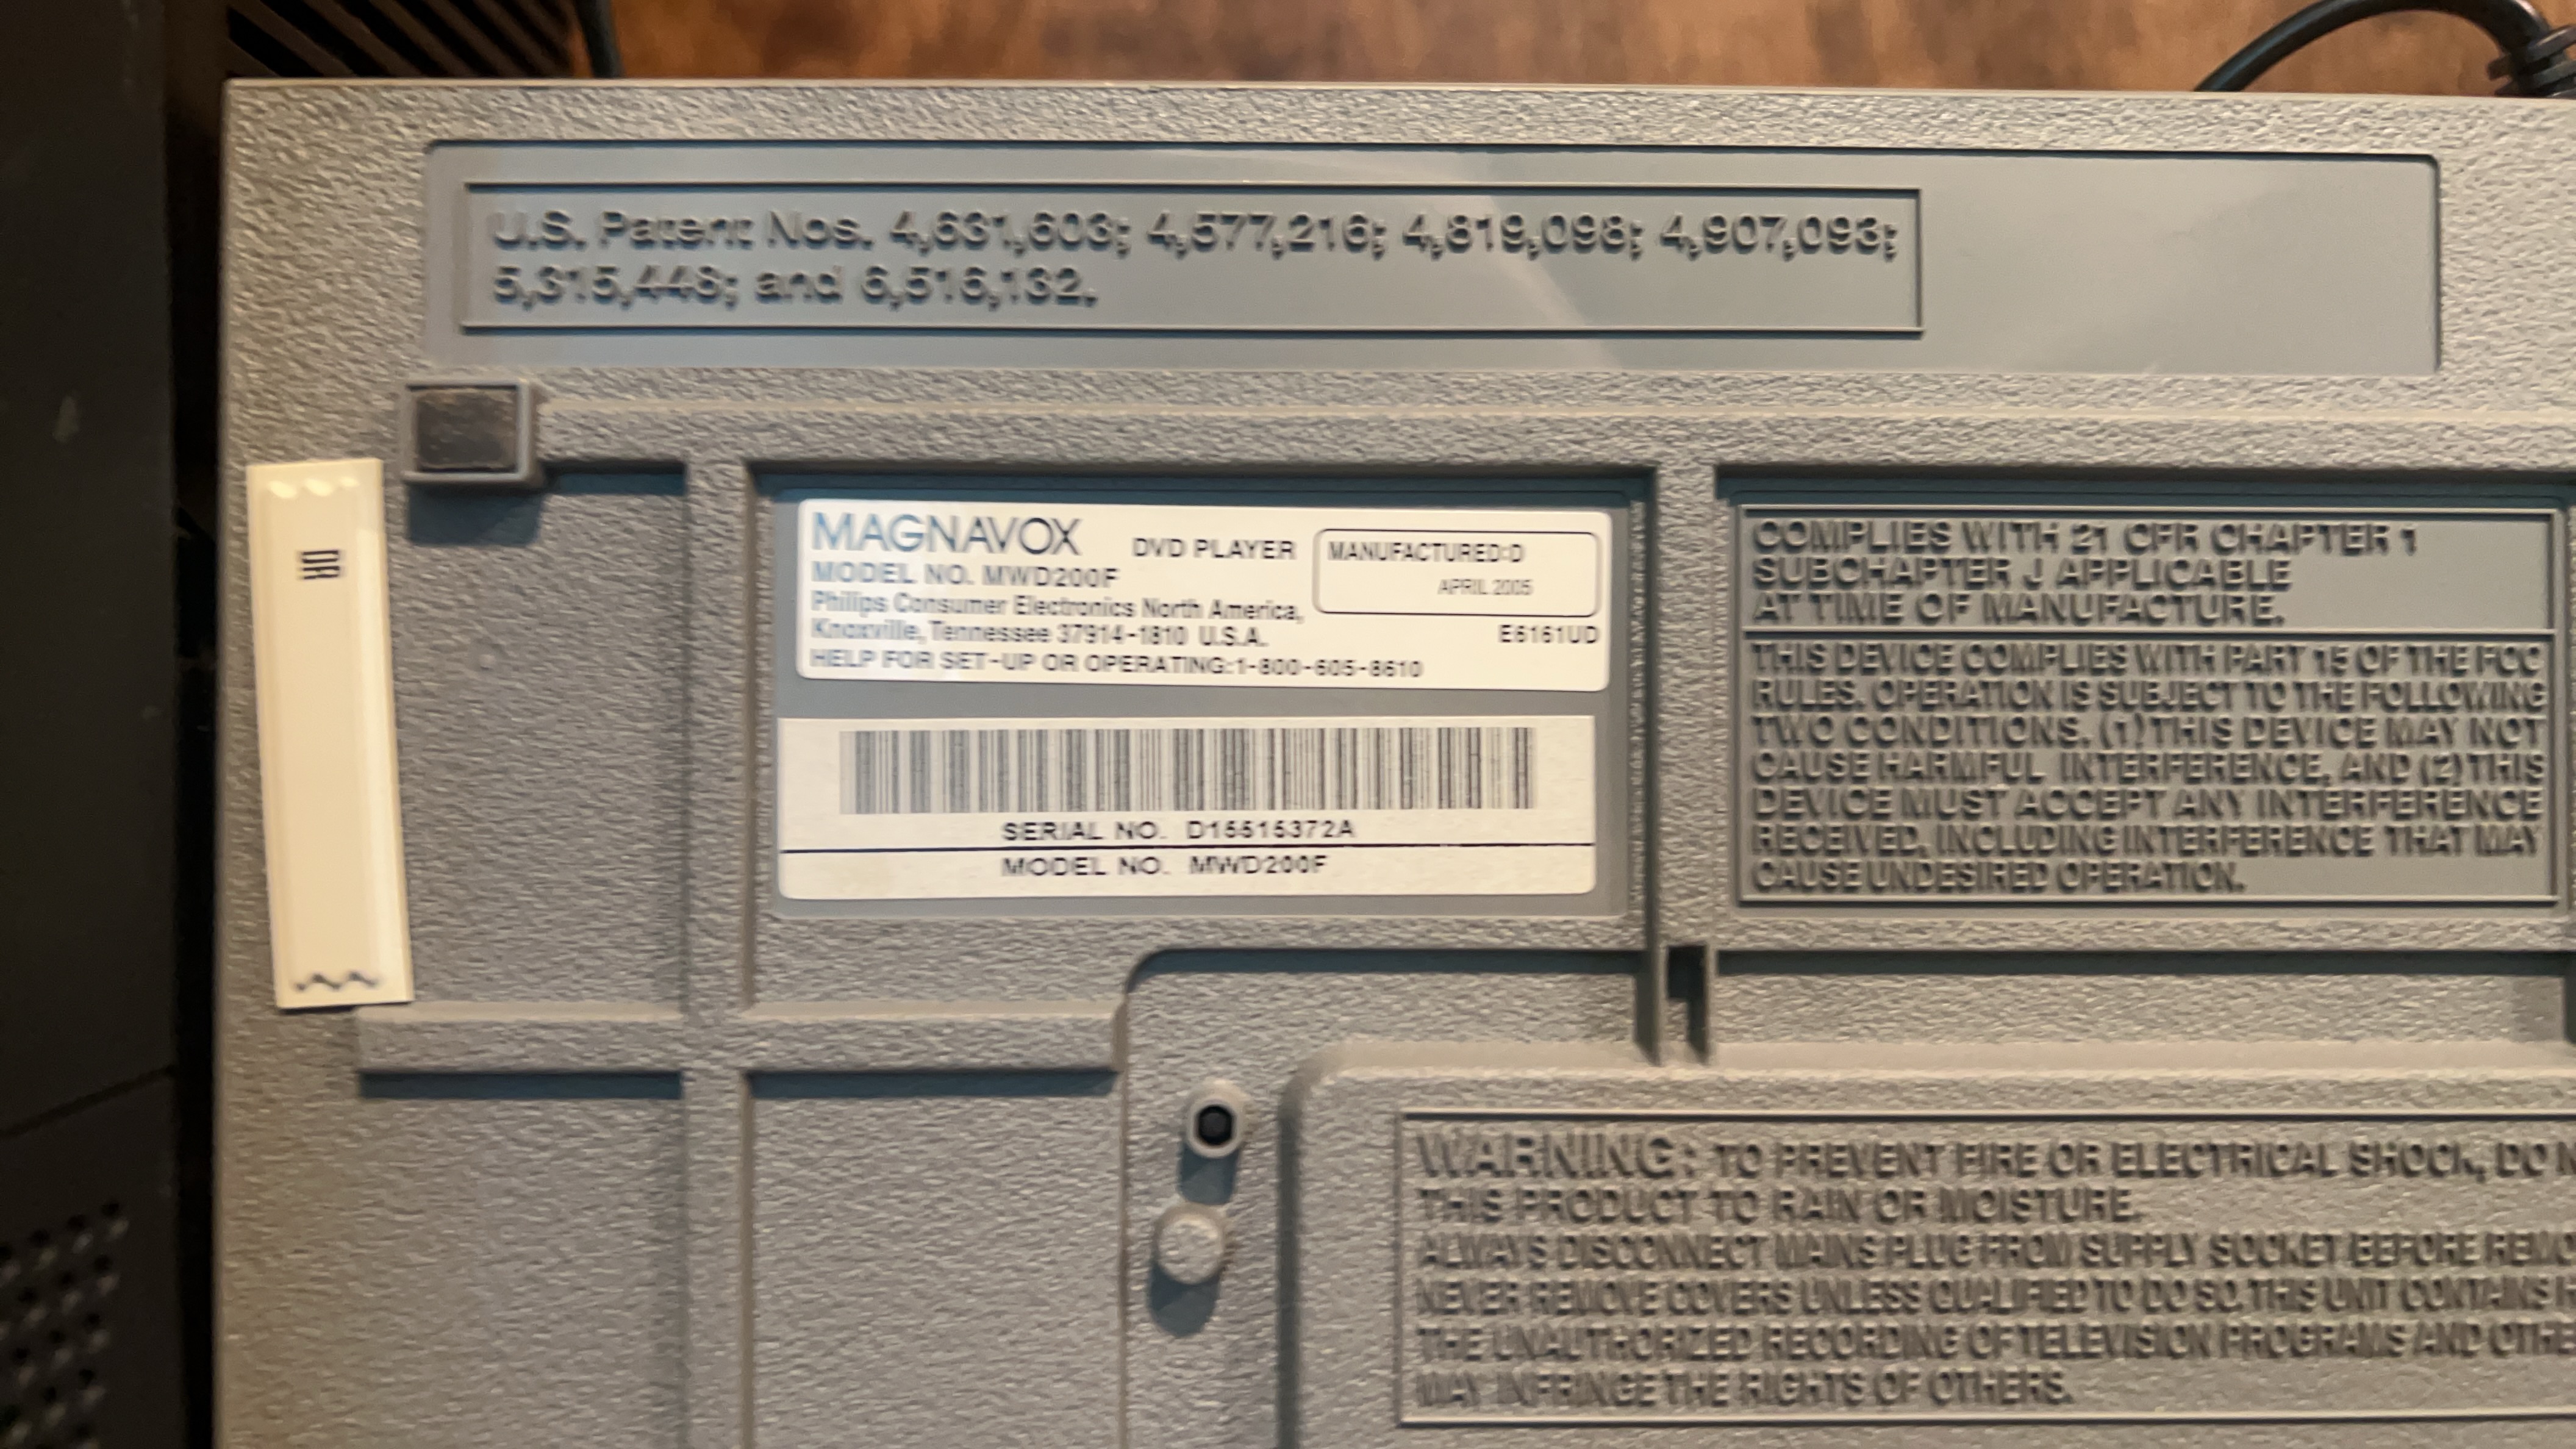 U.S. Patent Nos. 4,631,603; 4,577,216; 4,819,098; 4,907,093;
5,315,448; and 6,516,132.
MAGNAVOX DVD PLAYER
MODEL NO. MWD200F
Philips Consumer Electronics North America,
Knoxville, Tennessee 37914-1810 U.S.A.
HELP FOR SET-UP OR OPERATING:1-800-605-8610
MANUFACTURED:D
APRIL 2005
E6161UD
SERIAL NO. D15515372A
MODEL NO. MWD200F
COMPLIES WITH 21 CFR CHAPTER 1
SUBCHAPTER J APPLICABLE
AT TIME OF MANUFACTURE.
THIS DEVICE COMPLIES WITH PART 15 OF THE FCC
RULES. OPERATION IS SUBJECT TO THE FOLLOWING
TWO CONDITIONS. (1) THIS DEVICE MAY NOT
CAUSE HARMFUL INTERFERENCE, AND (2) THIS
DEVICE MUST ACCEPT ANY INTERFERENCE
RECEIVED, INCLUDING INTERFERENCE THAT MAY
CAUSE UNDESIRED OPERATION.
WARNING: TO PREVENT FIRE OR ELECTRICAL SHOCK, DO N
THIS PRODUCT TO RAIN OR MOISTURE.
ALWAYS DISCONNECT MAINS PLUG FROM SUPPLY SOCKET BEFORE REMO
NEVER REMOVE COVERS UNLESS QUALIFIED TO DO SO. THIS UNIT CONTAINS
THE UNAUTHORIZED RECORDING OF TELEVISION PROGRAMS AND OTHE
MAY INFRINGE THE RIGHTS OF OTHERS.